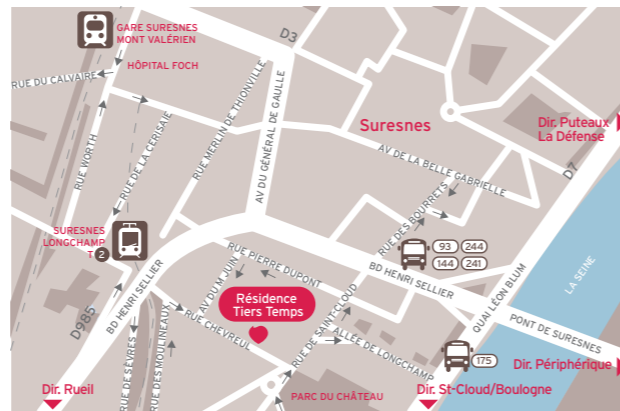 GARE SURESNES
MONT VALÉRIEN
D3
HÔPITAL FOCH
RUE DU CALVAIRE
RUE WORTH
RUE DE LA CERISAIE
RUE MERLIN DE THIONVILLE
AV DU GÉNÉRAL DE GAULLE
Suresnes
Dir. Puteaux
La Défense
AV DE LA BELLE GABRIELLE
D7
RUE DES BOURRETS
SURESNES
LONGCHAMP
T 2
93 244
144 241
RUE PIERRE DUPONT
BD HENRI SELLIER
LA SEINE
AV DU M JUIN
Résidence
Tiers Temps
BD HENRI SELLIER
D985
QUAI LÉON BLUM
PONT DE SURESNES
RUE CHEVREUL
RUE DE SAINT-CLOUD
ALLÉE DE LONGCHAMP
RUE DE SÈVRES
RUE DES MOULINEAUX
175
Dir. Périphérique
Dir. Rueil
PARC DU CHÂTEAU
Dir. St-Cloud/Boulogne